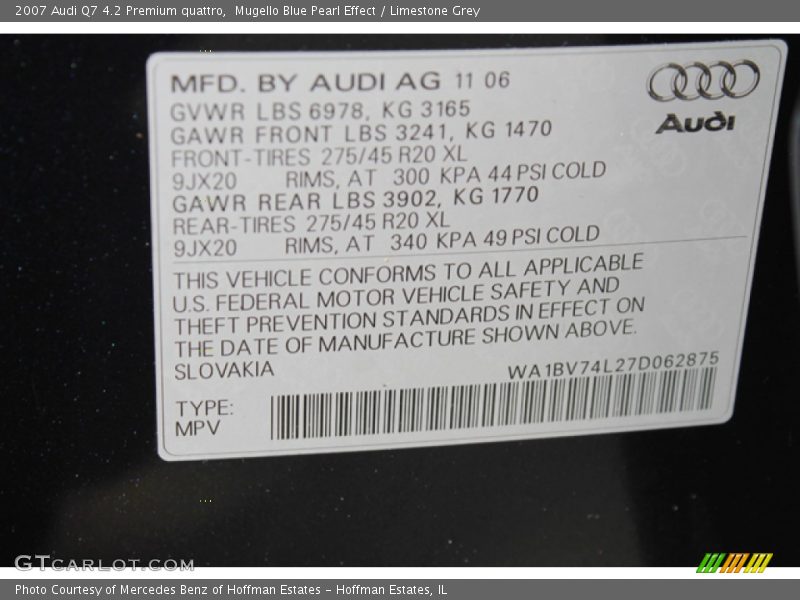 2007 Audi Q7 4.2 Premium quattro,  Mugello Blue Pearl Effect / Limestone Grey
MFD. BY AUDI AG 11 06
GVWR LBS 6978, KG 3165
GAWR FRONT LBS 3241, KG 1470
FRONT-TIRES 275/45 R20 XL
9JX20 RIMS, AT 300 KPA 44 PSI COLD
GAWR REAR LBS 3902, KG 1770
REAR-TIRES 275/45 R20 XL
9JX20 RIMS, AT 340 KPA 49 PSI COLD
Audi
THIS VEHICLE CONFORMS TO ALL APPLICABLE
U.S. FEDERAL MOTOR VEHICLE SAFETY AND
THEFT PREVENTION STANDARDS IN EFFECT ON
THE DATE OF MANUFACTURE SHOWN ABOVE.
SLOVAKIA
WA1BV74L27D062875
TYPE:
MPV
GTCARLOT.COM
Photo Courtesy of Mercedes Benz of Hoffman Estates - Hoffman Estates, IL